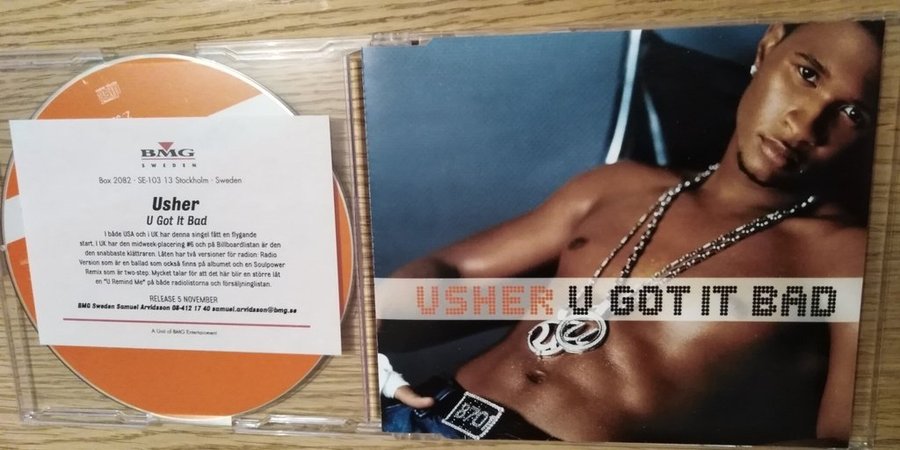 BMG
SWEDEN
Box 2082 · SE-103 13 Stockholm · Sweden
Usher
U Got It Bad
I både USA och i UK har denna singel fått en flygande
start. I UK har den midweek-placering #6 och på Billboardlistan är den
den snabbaste klättraren. Låten har två versioner för radion: Radio
Version som är en ballad som också finns på albumet och en Soulpower
Remix som är two-step. Mycket talar för att det här blir en större låt
än "U Remind Me" på både radiolistorna och försäljningslistan.
RELEASE 5 NOVEMBER
BMG Sweden Samuel Arvidsson 08-412 17 40 samuel.arvidsson@bmg.se
A Unit of BMG Entertainment
USHER U GOT IT BAD
U